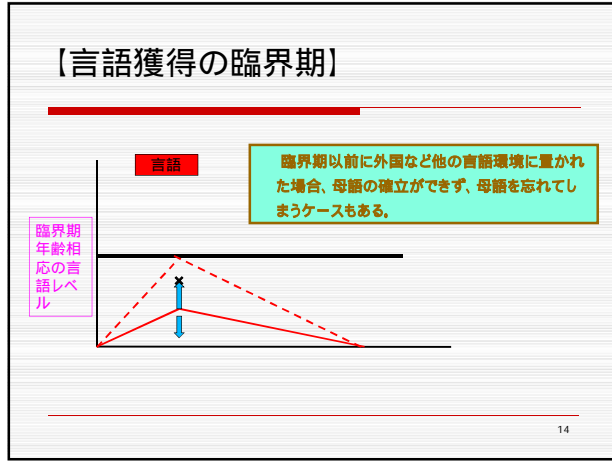 【言語獲得の臨界期】
言語
臨界期以前に外国など他の言語環境に置かれ
た場合、母語の確立ができず、母語を忘れてし
まうケースもある。
臨界期
年齢相
応の言
語レベ
ル
14